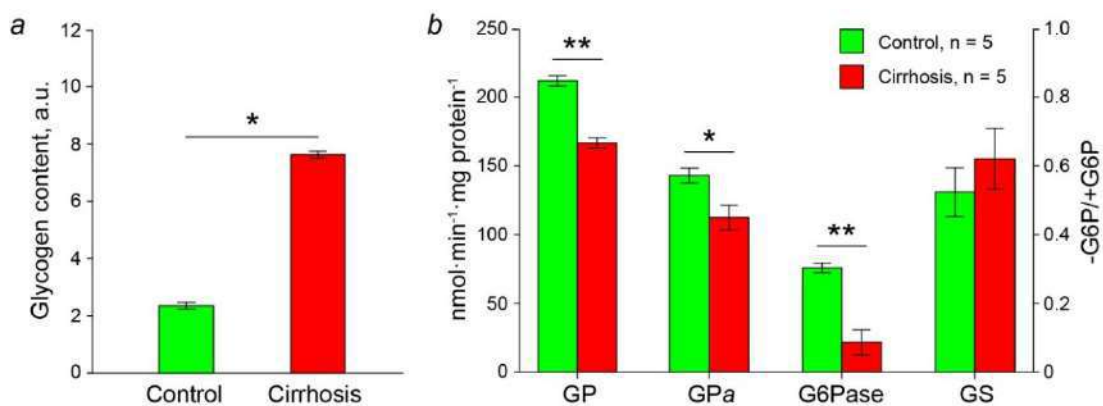 a
Glycogen content, a.u.
12
10
8
6
4
2
0
*
Control
Cirrhosis
b
nmol·min⁻¹·mg protein⁻¹
250
200
150
100
50
0
**
*
**
Control, n = 5
Cirrhosis, n = 5
GP
GPa
G6Pase
GS
1.0
0.8
0.6
0.4
0.2
0
-G6P/+G6P